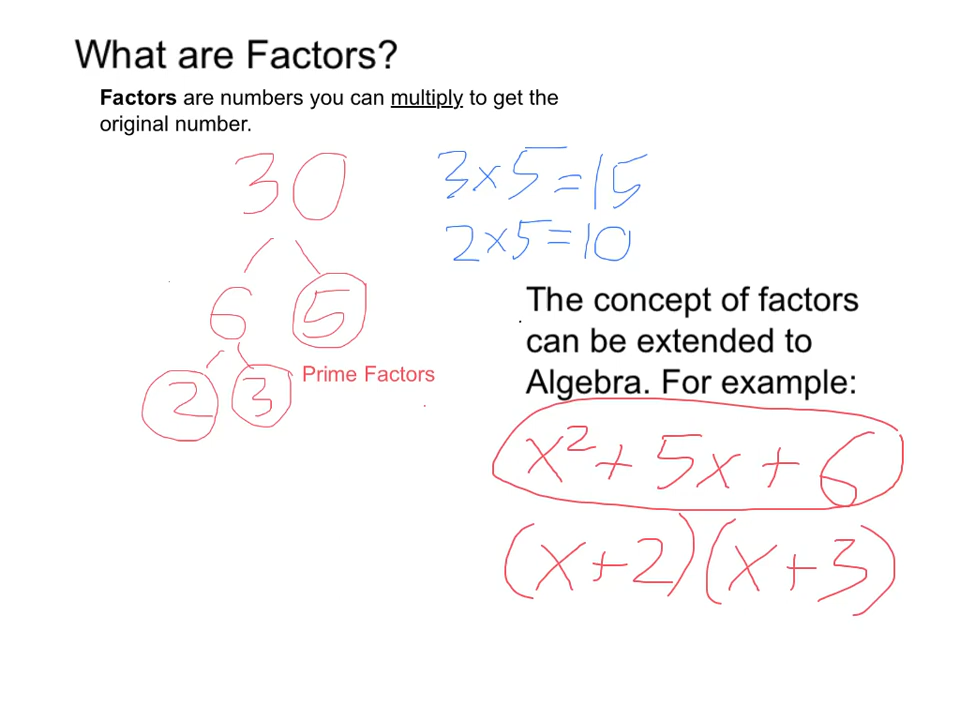 What are Factors?
Factors are numbers you can multiply to get the
original number.
30
3×5=15
2×5=10
6 5
2 3
Prime Factors
The concept of factors
can be extended to
Algebra. For example:
x²+5x+6
(x+2)(x+3)